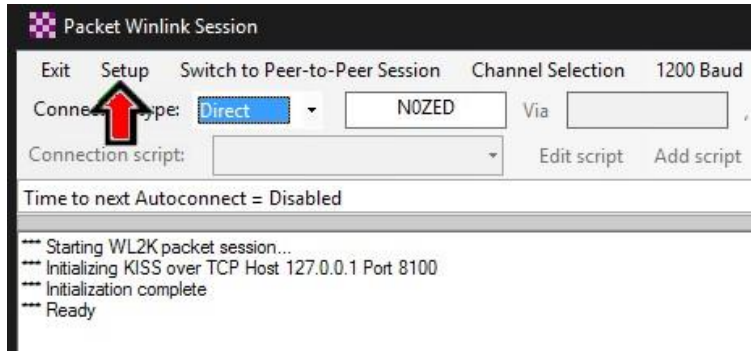 Packet Winlink Session
Exit Setup Switch to Peer-to-Peer Session Channel Selection 1200 Baud
Direct N0ZED Via ,
Connection script: Edit script Add script
Time to next Autoconnect = Disabled
*** Starting WL2K packet session...
*** Initializing KISS over TCP Host 127.0.0.1 Port 8100
*** Initialization complete
*** Ready